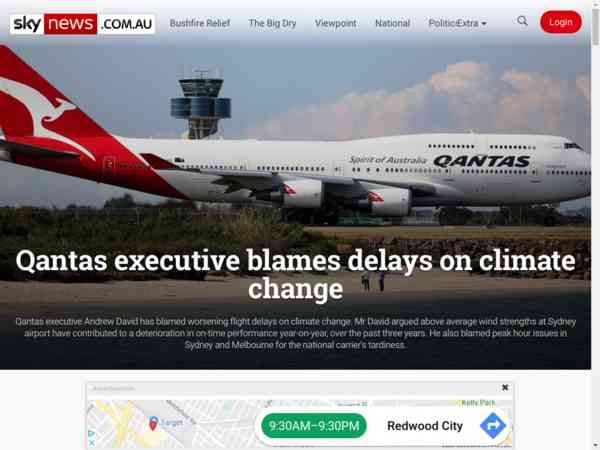 sky news .COM.AU
Bushfire Relief
The Big Dry
Viewpoint
National
Politics
Extra
Login
Spirit of Australia QANTAS
Qantas executive blames delays on climate
change
Qantas executive Andrew David has blamed worsening flight delays on climate change. Mr David argued above average wind strengths at Sydney
airport have contributed to a deterioration in on-time performance year-on-year, over the past three years. He also blamed peak hour issues in
Sydney and Melbourne for the national carrier's tardiness.
Advertisement
Kelly Park
Target
9:30AM–9:30PM
Redwood City